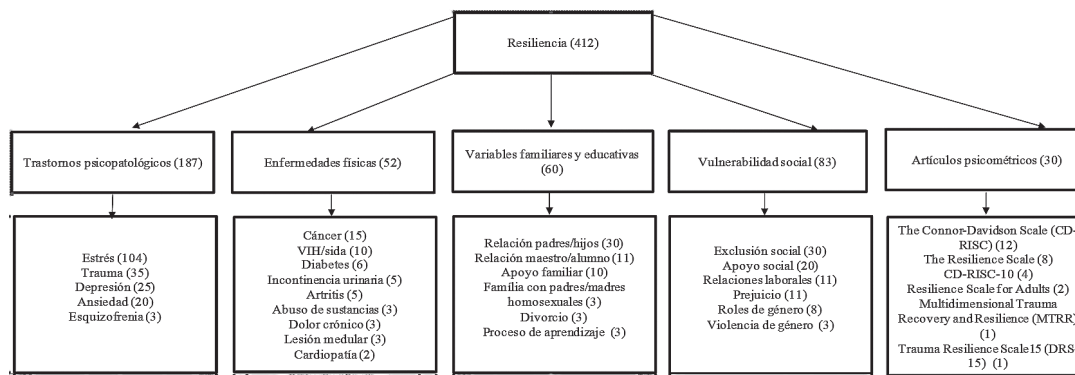 Resiliencia (412)
Trastornos psicopatológicos (187)
Enfermedades físicas (52)
Variables familiares y educativas
(60)
Vulnerabilidad social (83)
Artículos psicométricos (30)
Estrés (104)
Trauma (35)
Depresión (25)
Ansiedad (20)
Esquizofrenia (3)
Cáncer (15)
VIH/sida (10)
Diabetes (6)
Incontinencia urinaria (5)
Artritis (5)
Abuso de sustancias (3)
Dolor crónico (3)
Lesión medular (3)
Cardiopatía (2)
Relación padres/hijos (30)
Relación maestro/alumno (11)
Apoyo familiar (10)
Família con padres/madres
homosexuales (3)
Divorcio (3)
Proceso de aprendizaje (3)
Exclusión social (30)
Apoyo social (20)
Relaciones laborales (11)
Prejuicio (11)
Roles de género (8)
Violencia de género (3)
The Connor-Davidson Scale (CD-
RISC) (12)
The Resilience Scale (8)
CD-RISC-10 (4)
Resilience Scale for Adults (2)
Multidimensional Trauma
Recovery and Resilience (MTRR)
(1)
Trauma Resilience Scale15 (DRS-
15) (1)